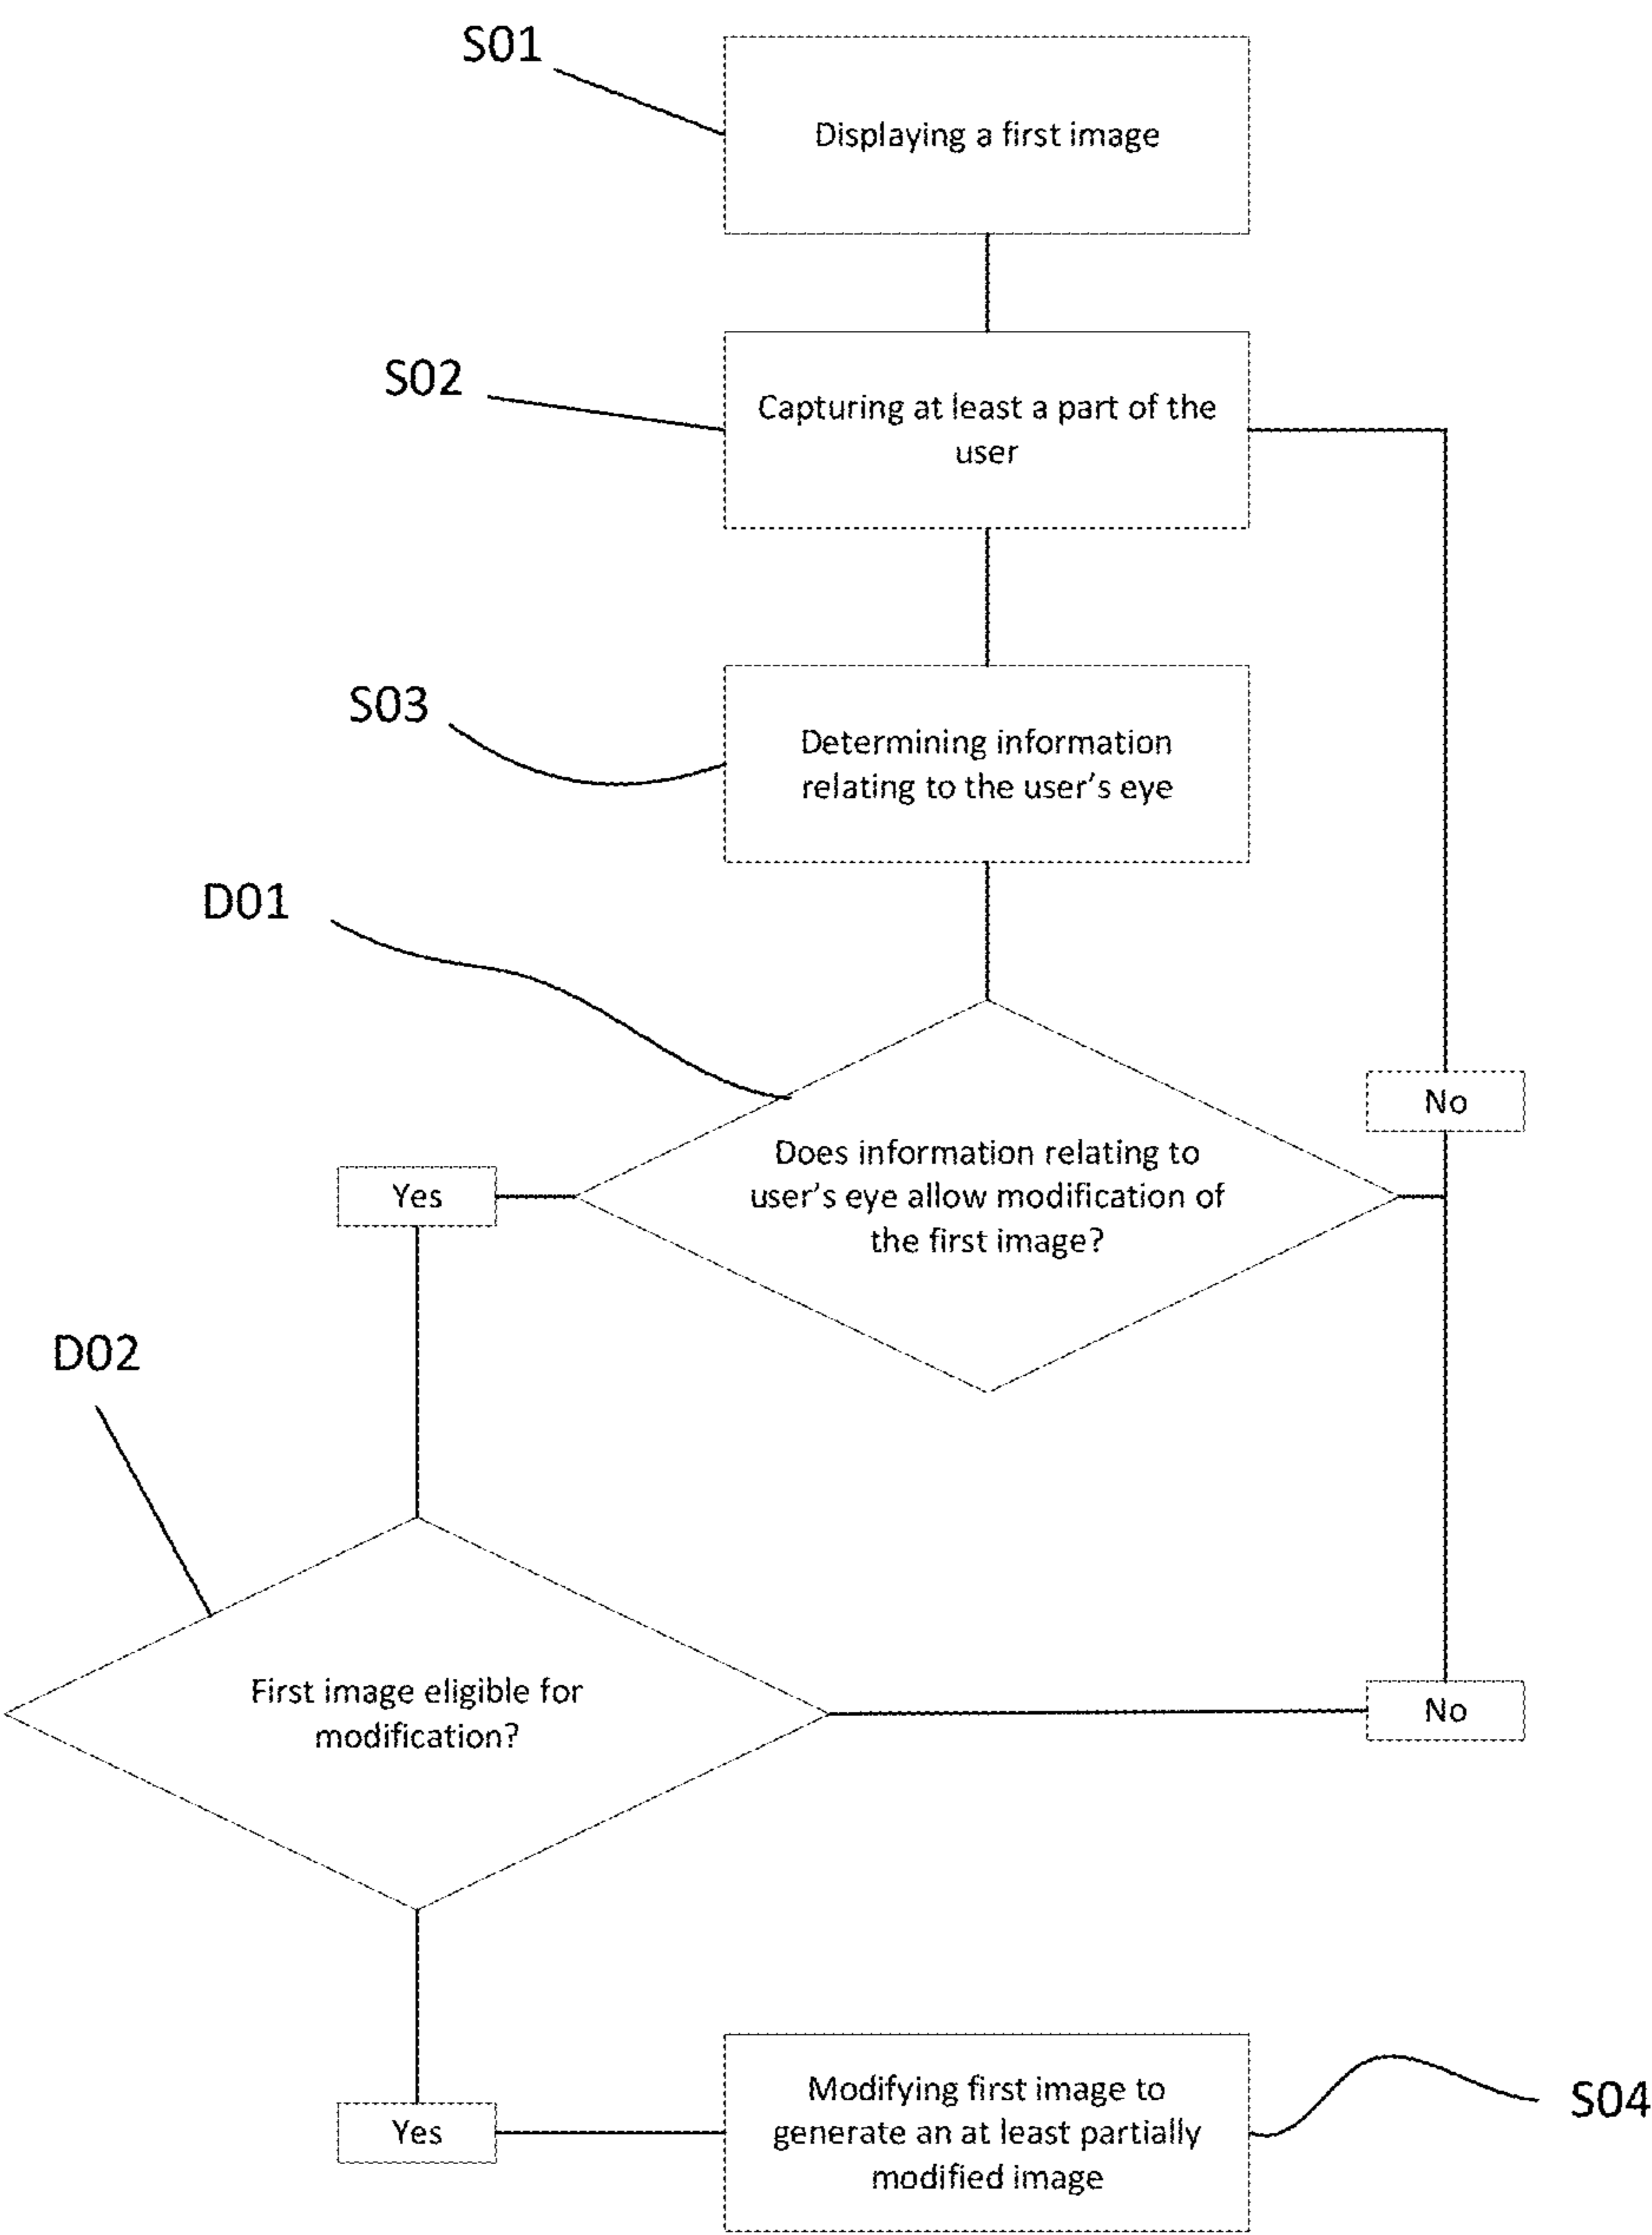 S01
Displaying a first image
S02
Capturing at least a part of the
user
S03
Determining information
relating to the user's eye
D01
No
Does information relating to
user's eye allow modification of
the first image?
Yes
D02
First image eligible for
modification?
No
Modifying first image to
generate an at least partially
modified image
S04
Yes